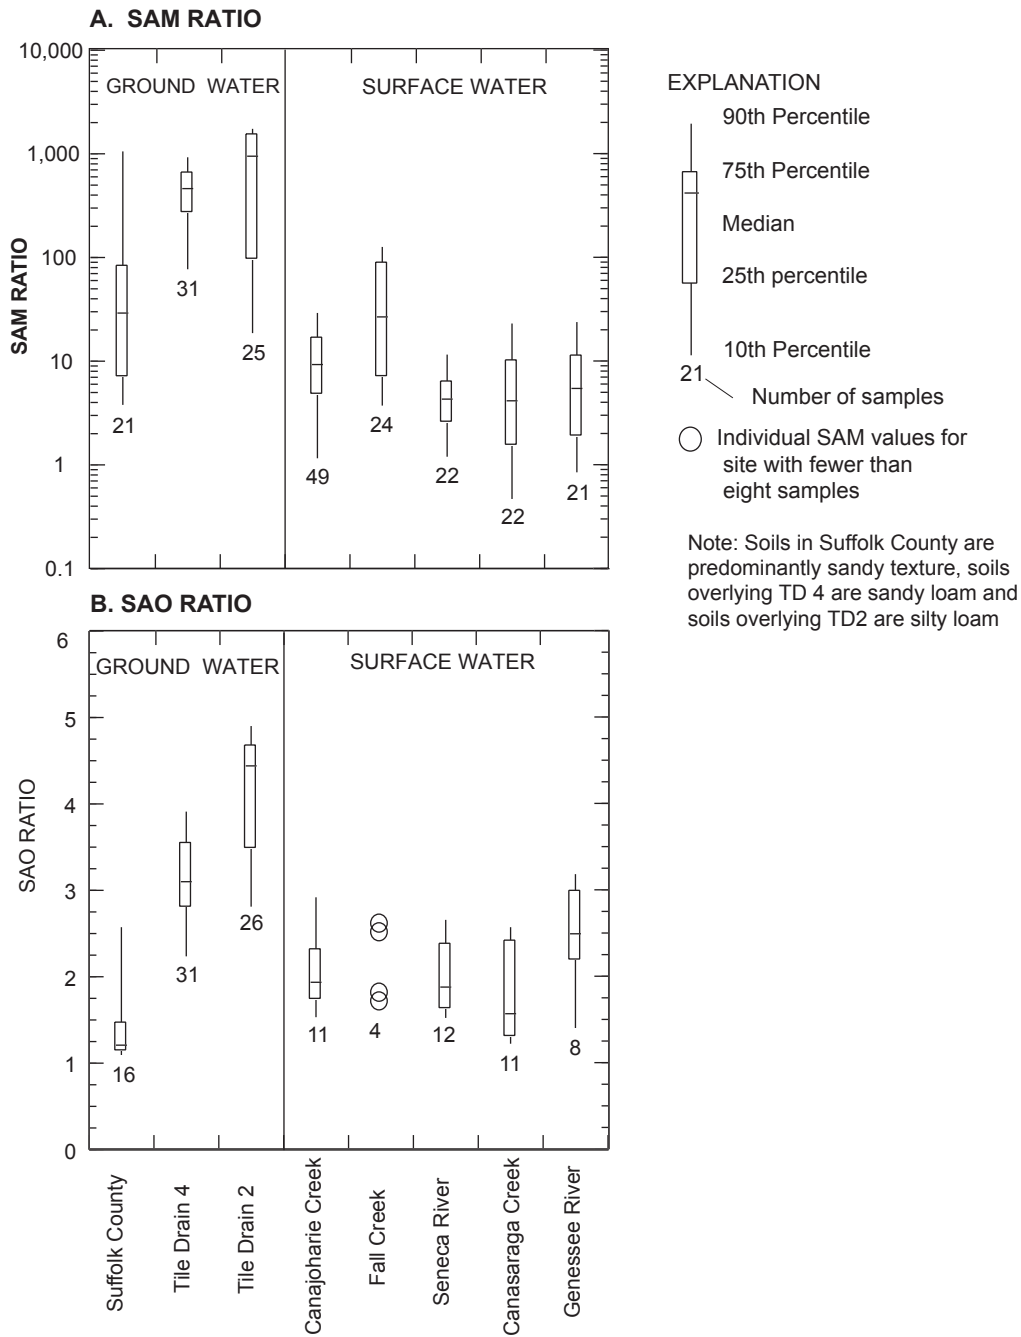 A. SAM RATIO
10,000
1,000
100
10
1
0.1
SAM RATIO
GROUND WATER
SURFACE WATER
21
31
25
49
24
22
22
21
EXPLANATION
90th Percentile
75th Percentile
Median
25th percentile
10th Percentile
21
Number of samples
Individual SAM values for
site with fewer than
eight samples
Note: Soils in Suffolk County are
predominantly sandy texture, soils
overlying TD 4 are sandy loam and
soils overlying TD2 are silty loam
B. SAO RATIO
6
5
4
3
2
1
0
SAO RATIO
GROUND WATER
SURFACE WATER
16
31
26
11
4
12
11
8
Suffolk County
Tile Drain 4
Tile Drain 2
Canajoharie Creek
Fall Creek
Seneca River
Canasaraga Creek
Genessee River